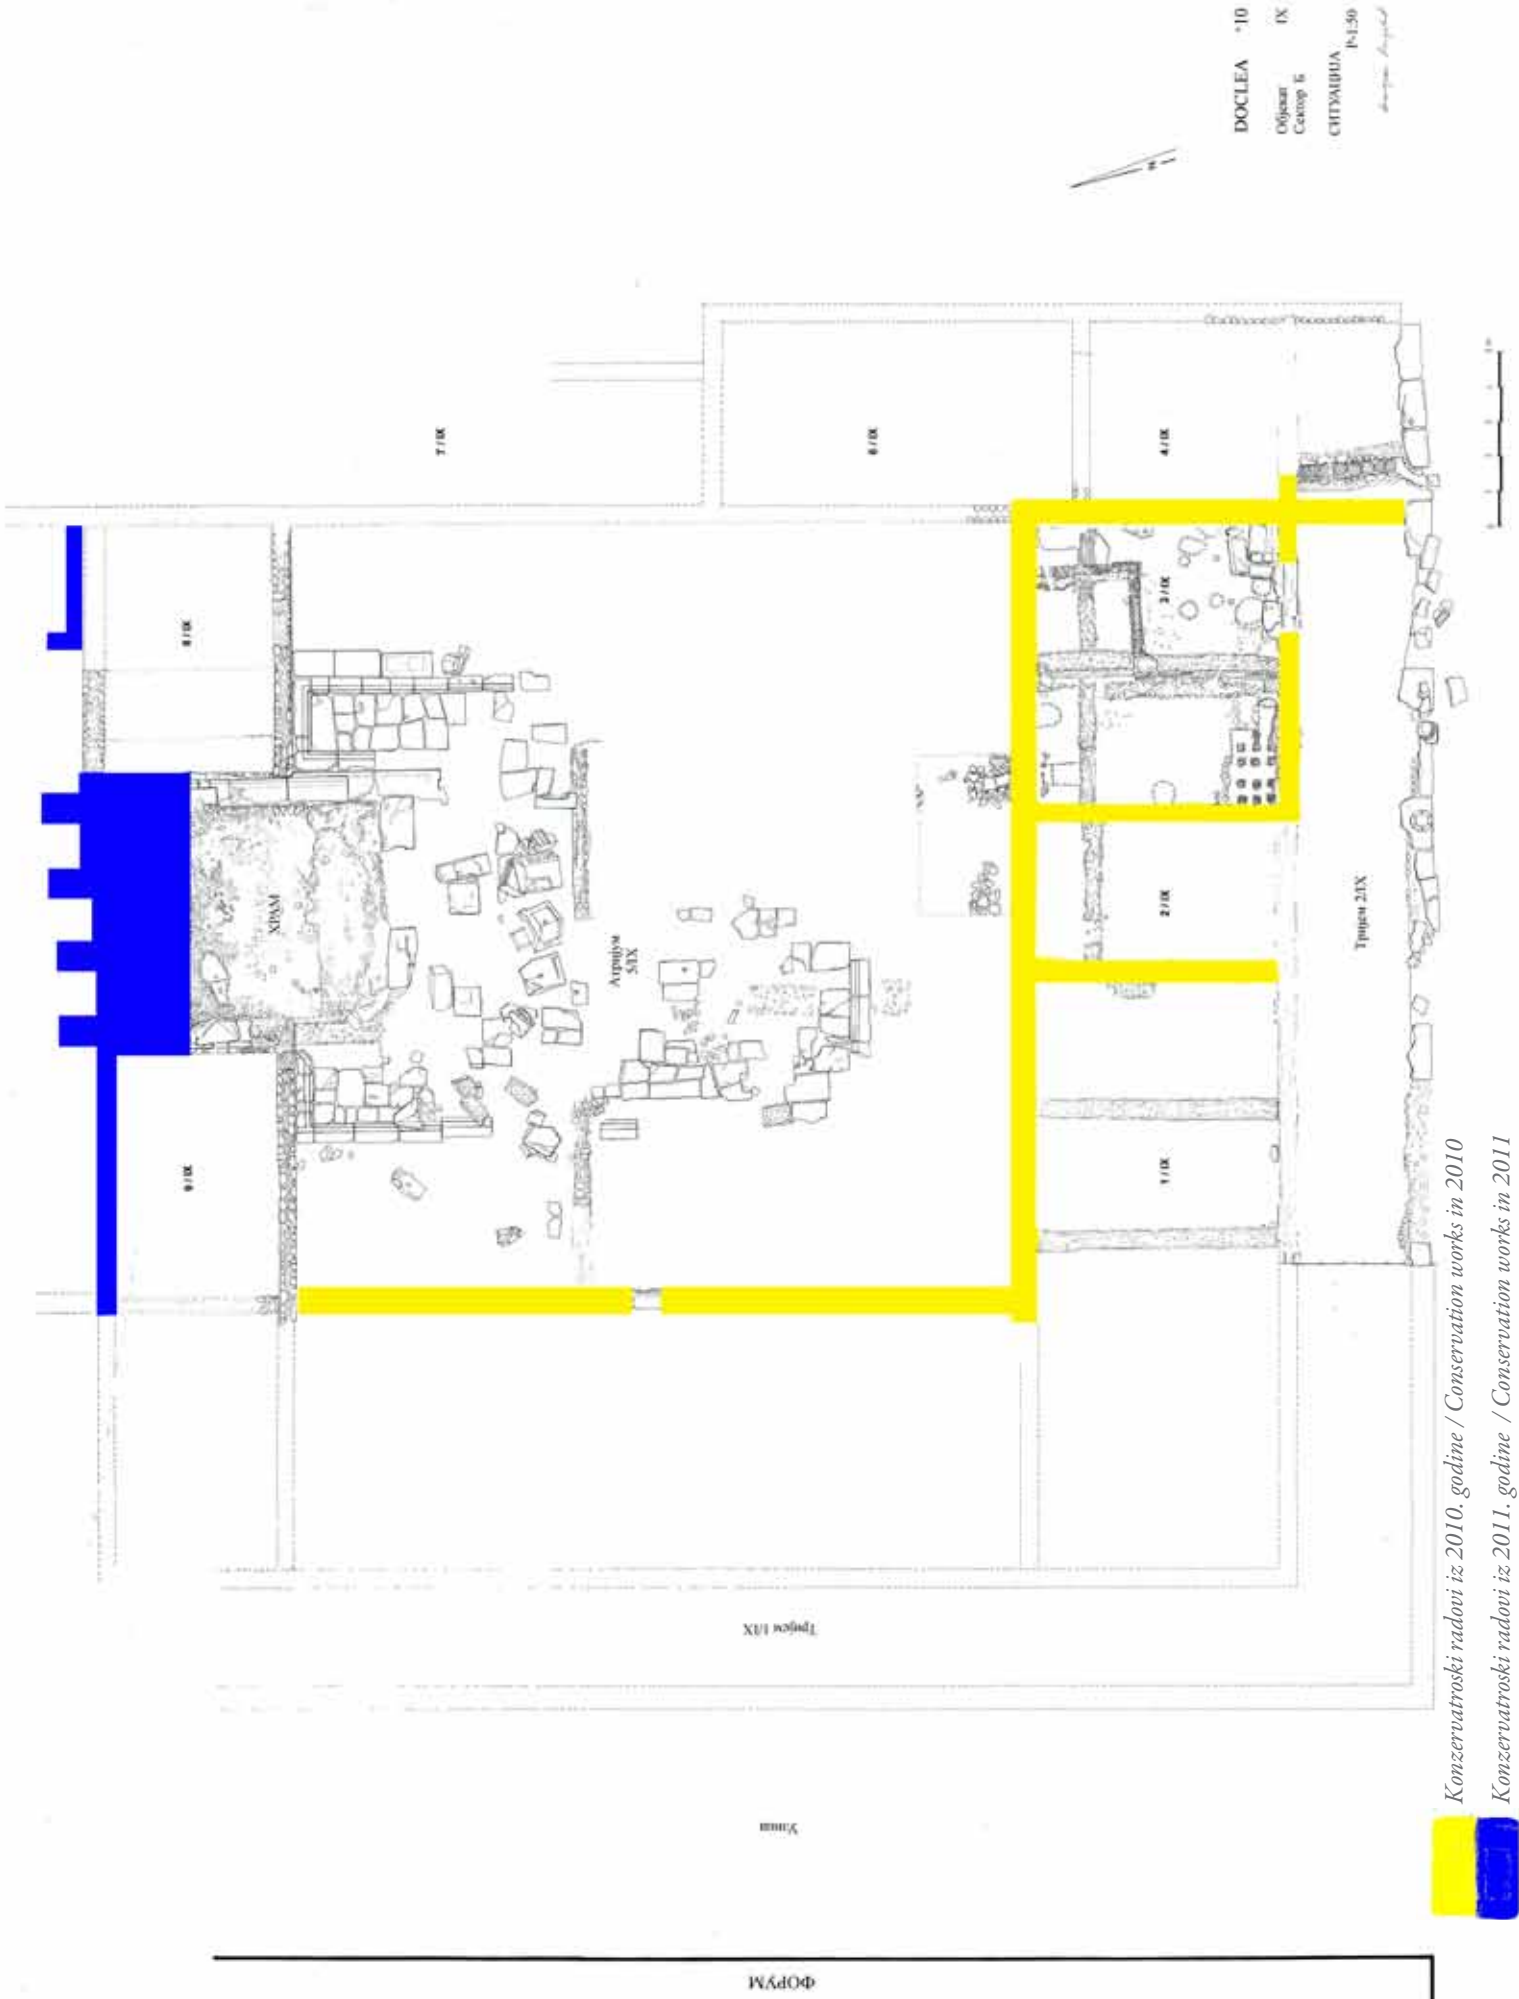 DOCLEA '10
Објекат IX
Сектор Б
СИТУАЦИЈА
Р-1:50
7 / IX
6 / IX
4 / IX
8 / IX
3 / IX
ХРАМ
2 / IX
Атријум
5/IX
Тријем 2/IX
9 / IX
1 / IX
Тријем 1/IX
Улица
ФОРУМ
Konzervatroski radovi iz 2010. godine / Conservation works in 2010
Konzervatroski radovi iz 2011. godine / Conservation works in 2011